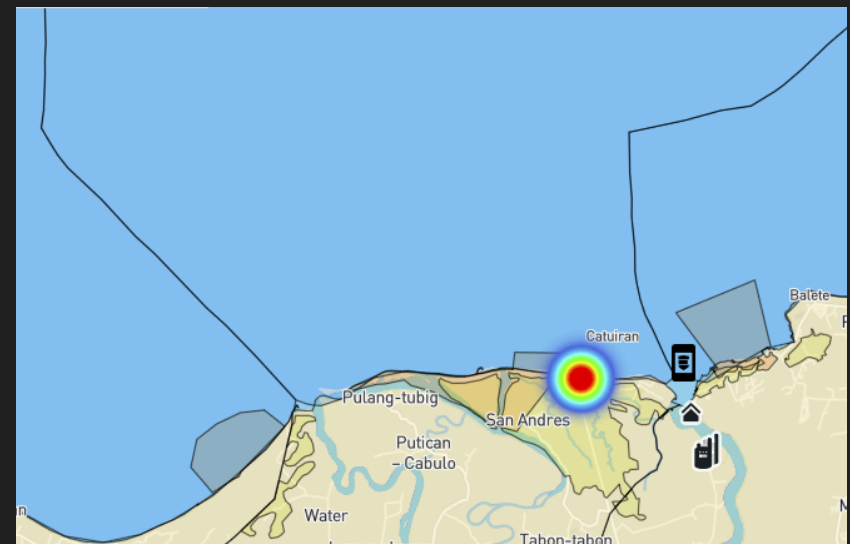 Balete
Catuiran
Pulang-tubig
San Andres
Putican
– Cabulo
Water
Tabon-tabon